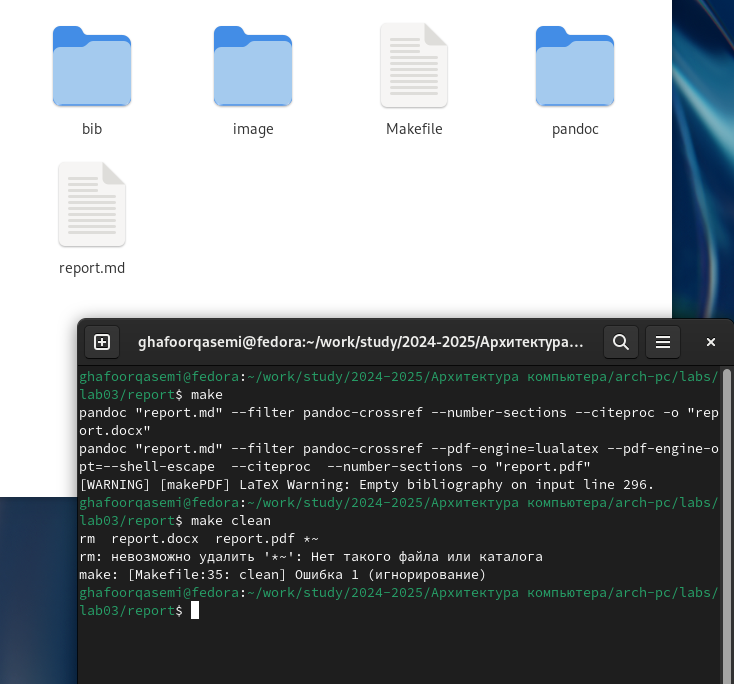 bib
image
Makefile
pandoc
report.md
ghafoorqasemi@fedora:~/work/study/2024-2025/Архитектура...
ghafoorqasemi@fedora:~/work/study/2024-2025/Архитектура компьютера/arch-pc/labs/
lab03/report$ make
pandoc "report.md" --filter pandoc-crossref --number-sections --citeproc -o "rep
ort.docx"
pandoc "report.md" --filter pandoc-crossref --pdf-engine=lualatex --pdf-engine-o
pt=--shell-escape  --citeproc  --number-sections -o "report.pdf"
[WARNING] [makePDF] LaTeX Warning: Empty bibliography on input line 296.
ghafoorqasemi@fedora:~/work/study/2024-2025/Архитектура компьютера/arch-pc/labs/
lab03/report$ make clean
rm  report.docx  report.pdf *~
rm: невозможно удалить '*~': Нет такого файла или каталога
make: [Makefile:35: clean] Ошибка 1 (игнорирование)
ghafoorqasemi@fedora:~/work/study/2024-2025/Архитектура компьютера/arch-pc/labs/
lab03/report$